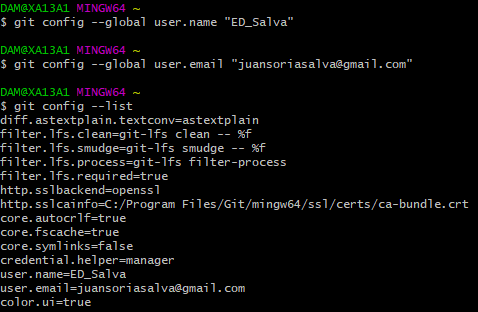 DAM@XA13A1 MINGW64 ~
$ git config --global user.name "ED_Salva"
DAM@XA13A1 MINGW64 ~
$ git config --global user.email "juansoriasalva@gmail.com"
DAM@XA13A1 MINGW64 ~
$ git config --list
diff.astextplain.textconv=astextplain
filter.lfs.clean=git-lfs clean -- %f
filter.lfs.smudge=git-lfs smudge -- %f
filter.lfs.process=git-lfs filter-process
filter.lfs.required=true
http.sslbackend=openssl
http.sslcainfo=C:/Program Files/Git/mingw64/ssl/certs/ca-bundle.crt
core.autocrlf=true
core.fscache=true
core.symlinks=false
credential.helper=manager
user.name=ED_Salva
user.email=juansoriasalva@gmail.com
color.ui=true